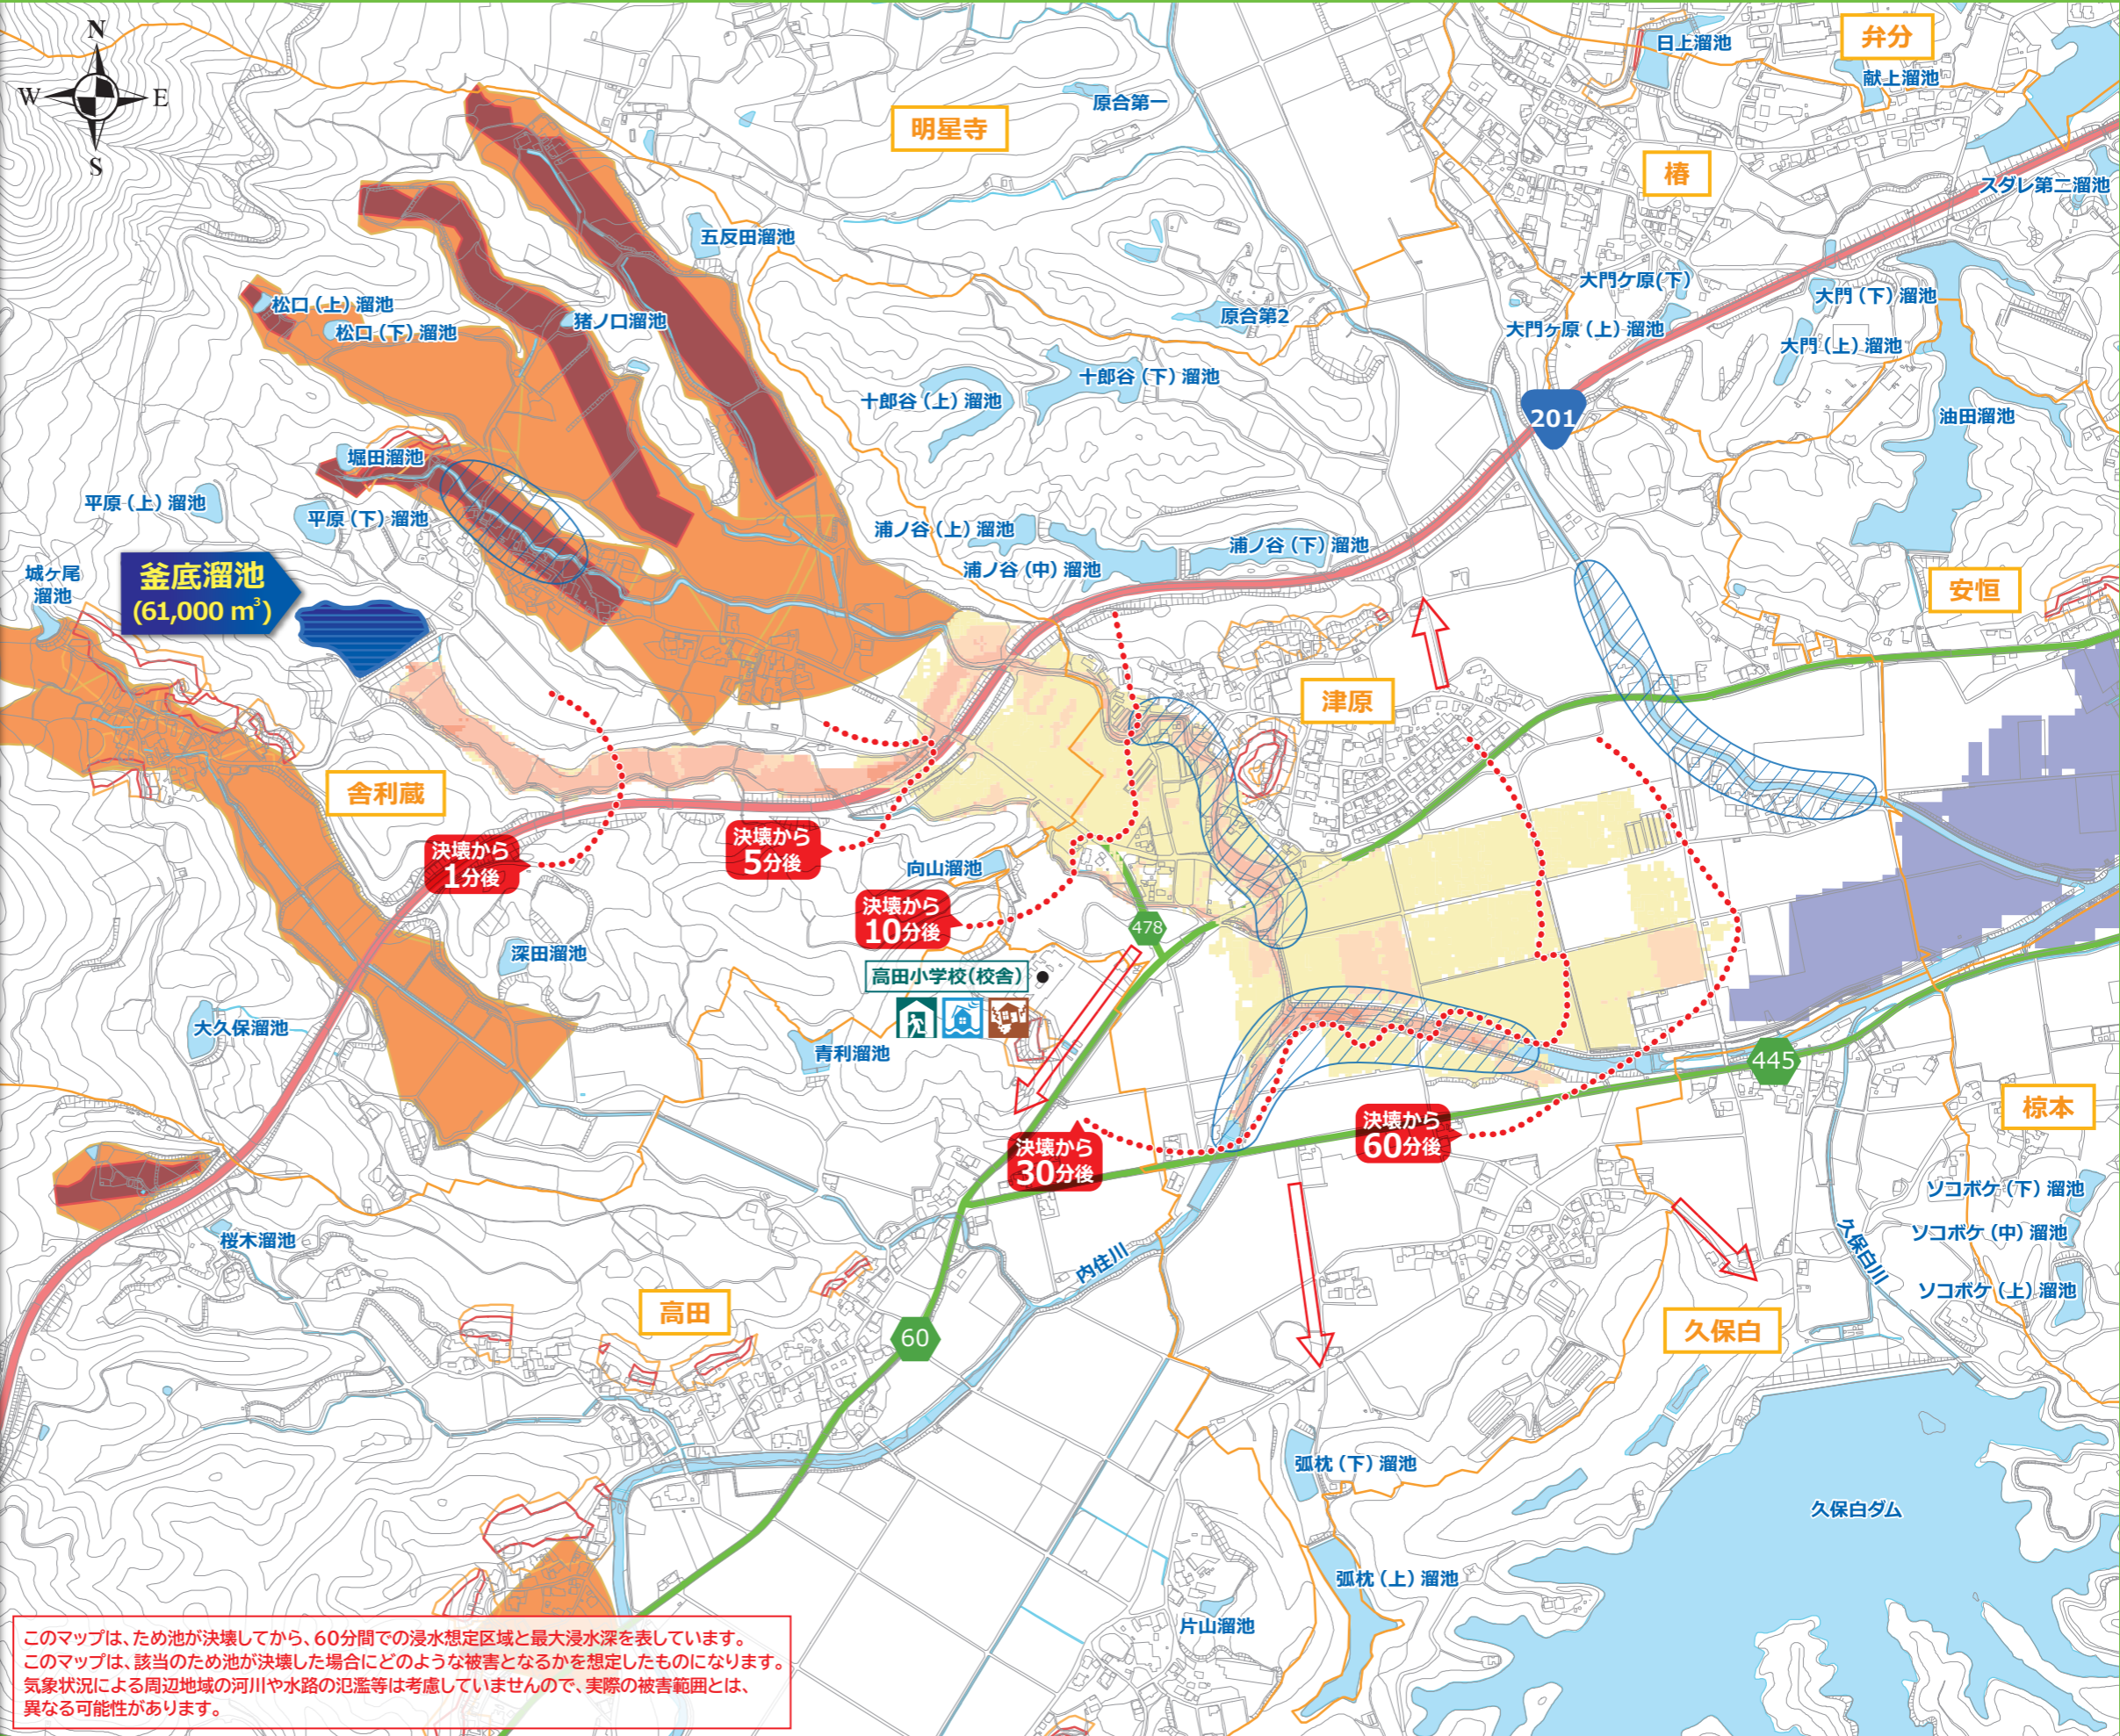 N
W
E
S
日上溜池
弁分
献上溜池
原合第一
明星寺
椿
スダレ第二溜池
五反田溜池
大門ケ原(下)
大門(下)溜池
松口(上)溜池
猪ノ口溜池
原合第2
松口(下)溜池
大門ヶ原(上)溜池
大門(上)溜池
十郎谷(下)溜池
十郎谷(上)溜池
201
油田溜池
堀田溜池
平原(上)溜池
平原(下)溜池
浦ノ谷(上)溜池
浦ノ谷(下)溜池
浦ノ谷(中)溜池
城ヶ尾
溜池
釜底溜池
(61,000 m³)
安恒
津原
舎利蔵
決壊から
1分後
決壊から
5分後
向山溜池
決壊から
10分後
478
深田溜池
高田小学校(校舎)
大久保溜池
青利溜池
445
椋本
決壊から
30分後
決壊から
60分後
ソコボケ(下)溜池
ソコボケ(中)溜池
ソコボケ(上)溜池
桜木溜池
久保白川
内住川
高田
60
久保白
弧枕(下)溜池
久保白ダム
弧枕(上)溜池
片山溜池
このマップは、ため池が決壊してから、60分間での浸水想定区域と最大浸水深を表しています。
このマップは、該当のため池が決壊した場合にどのような被害となるかを想定したものになります。
気象状況による周辺地域の河川や水路の氾濫等は考慮していませんので、実際の被害範囲とは、
異なる可能性があります。